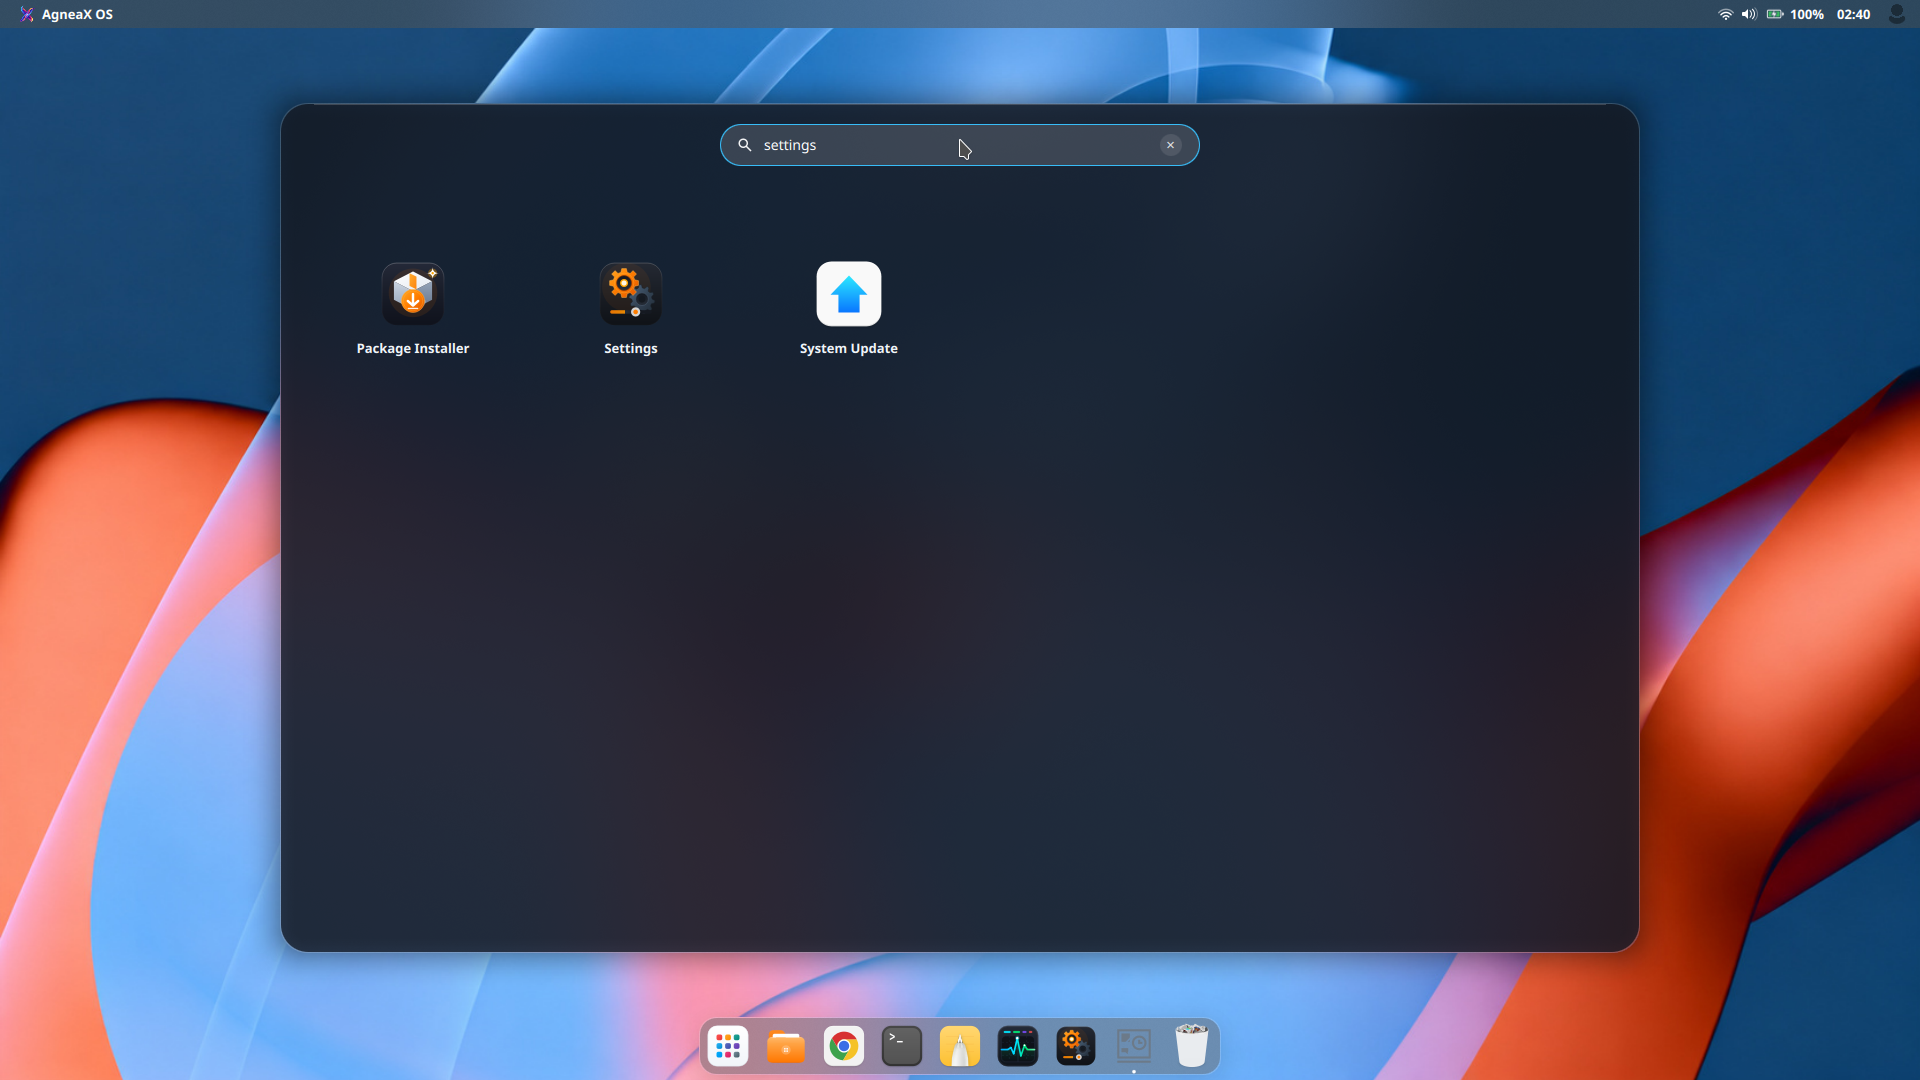 AgneaX OS
100% 02:40
settings
Package Installer
Settings
System Update
>_